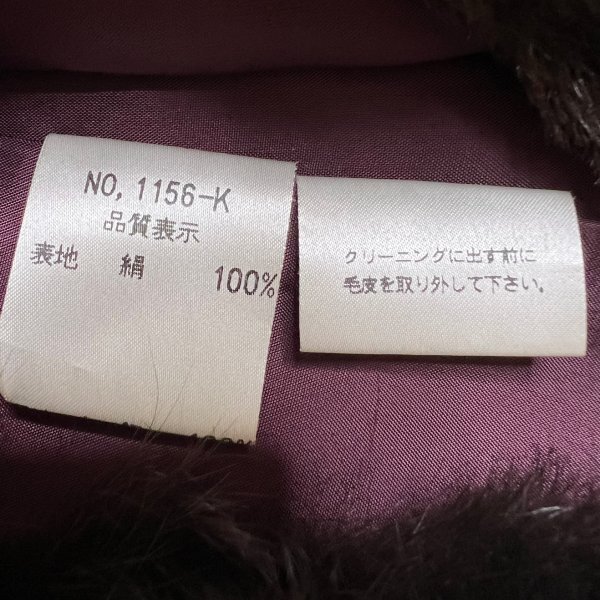 NO, 1156-K
品質表示
表地 絹 100%
クリーニングに出す前に
毛皮を取り外して下さい。